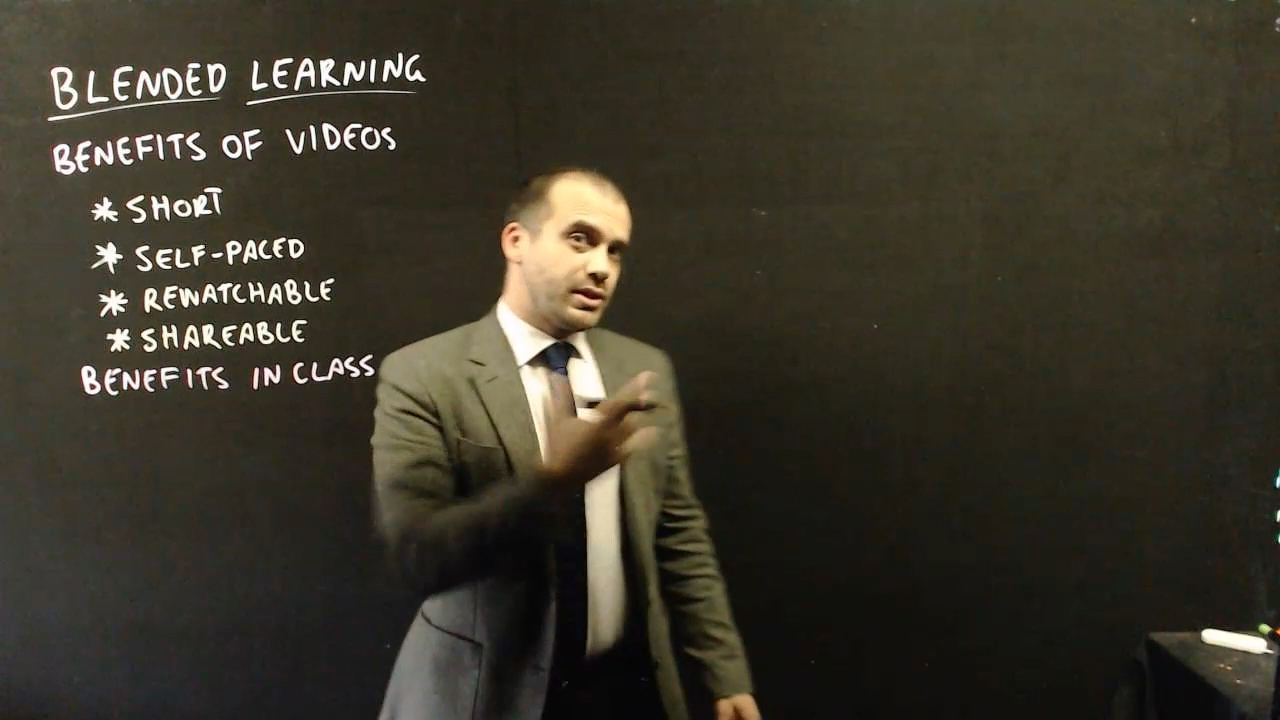 BLENDED LEARNING
BENEFITS OF VIDEOS
* SHORT
* SELF-PACED
* REWATCHABLE
* SHAREABLE
BENEFITS IN CLASS